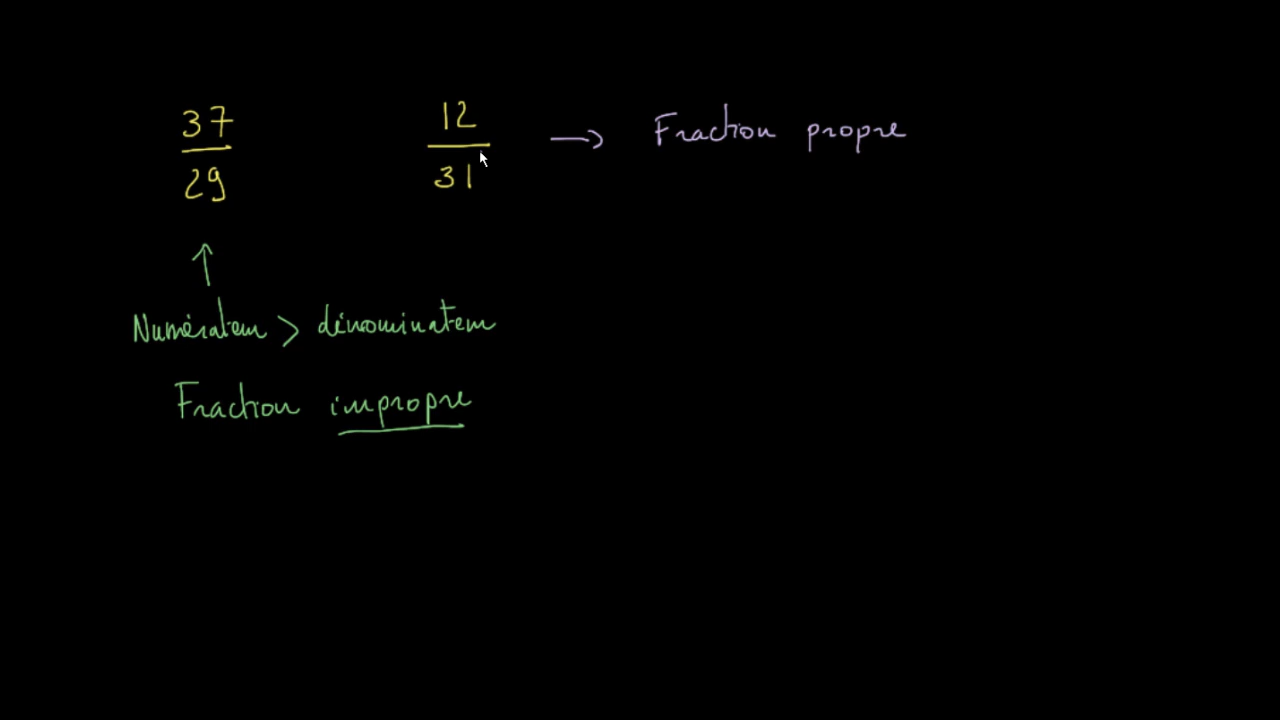 37
29
12
31
→ Fraction propre
↑
Numérateur > dénominateur
Fraction impropre